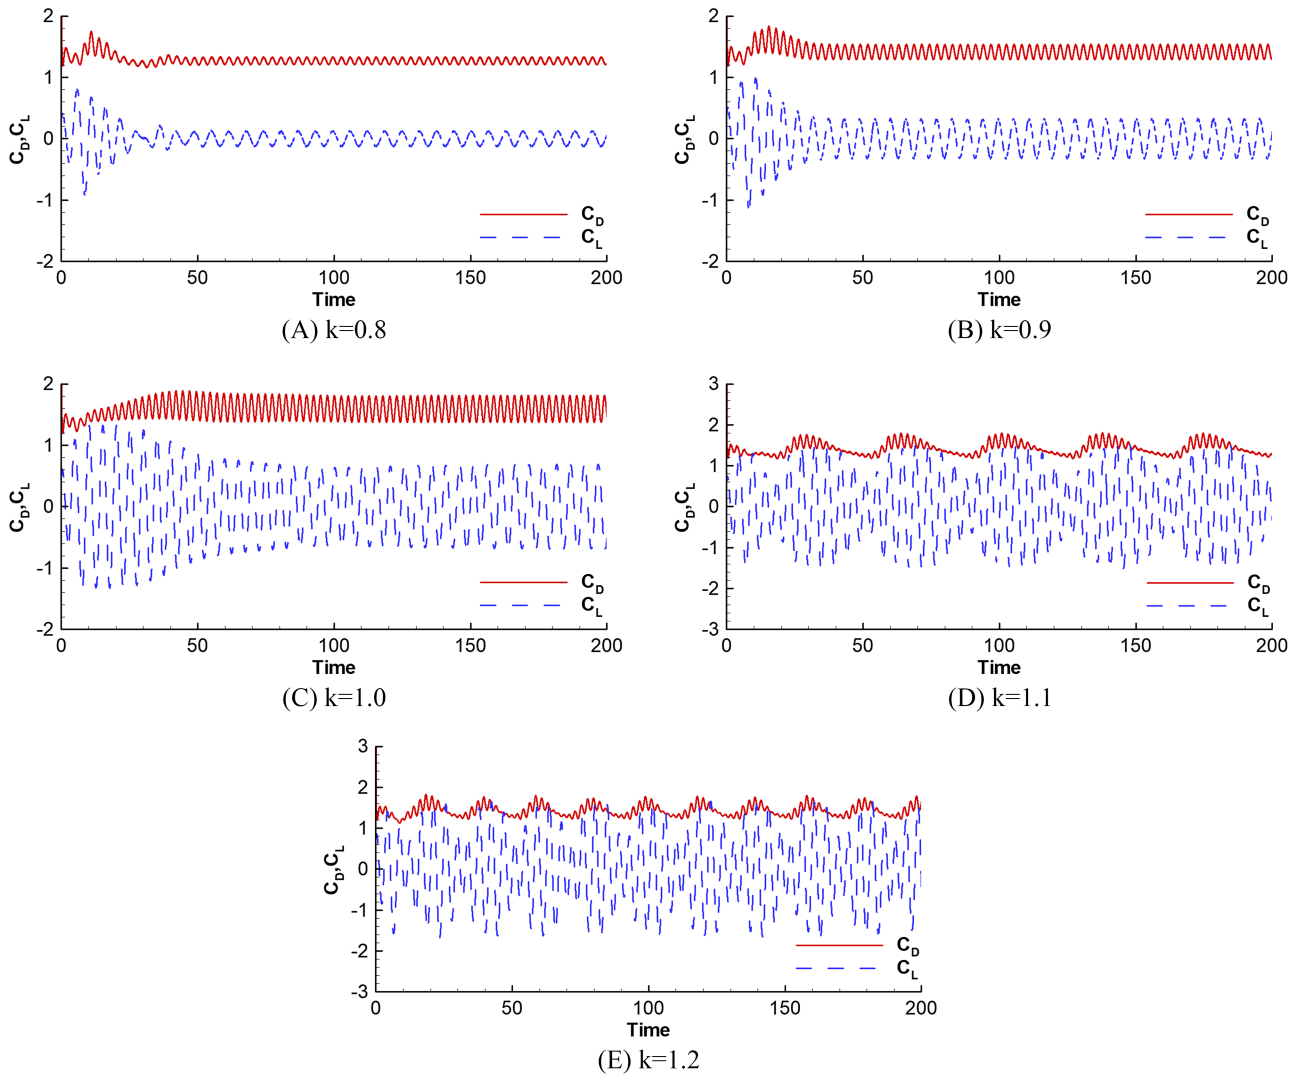 2
1
0
-1
-2
C_D,C_L
0 50 100 150 200
Time
C_D
C_L
(A) k=0.8
2
1
0
-1
-2
C_D,C_L
0 50 100 150 200
Time
C_D
C_L
(B) k=0.9
2
1
0
-1
-2
C_D,C_L
0 50 100 150 200
Time
C_D
C_L
(C) k=1.0
3
2
1
0
-1
-2
-3
C_D,C_L
0 50 100 150 200
Time
C_D
C_L
(D) k=1.1
3
2
1
0
-1
-2
-3
C_D,C_L
0 50 100 150 200
Time
C_D
C_L
(E) k=1.2